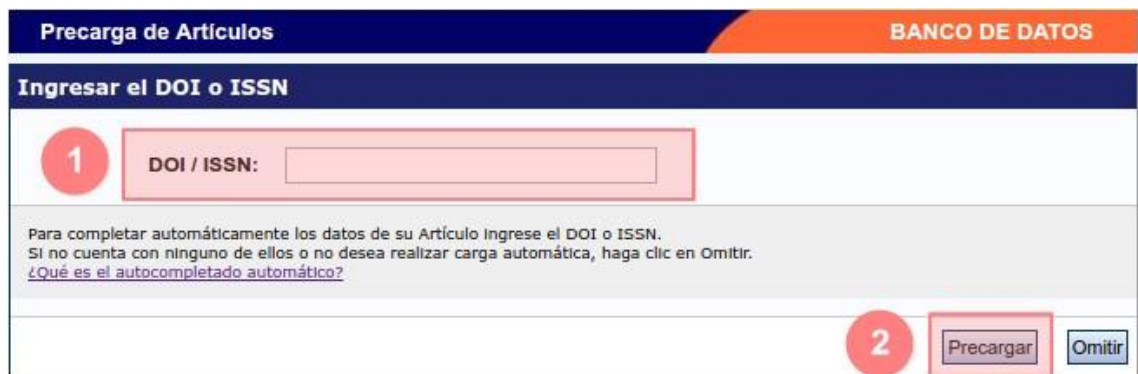 Precarga de Artículos
BANCO DE DATOS
Ingresar el DOI o ISSN
1
DOI / ISSN:
Para completar automáticamente los datos de su Artículo ingrese el DOI o ISSN.
Si no cuenta con ninguno de ellos o no desea realizar carga automática, haga clic en Omitir.
¿Qué es el autocompletado automático?
2
Precargar
Omitir